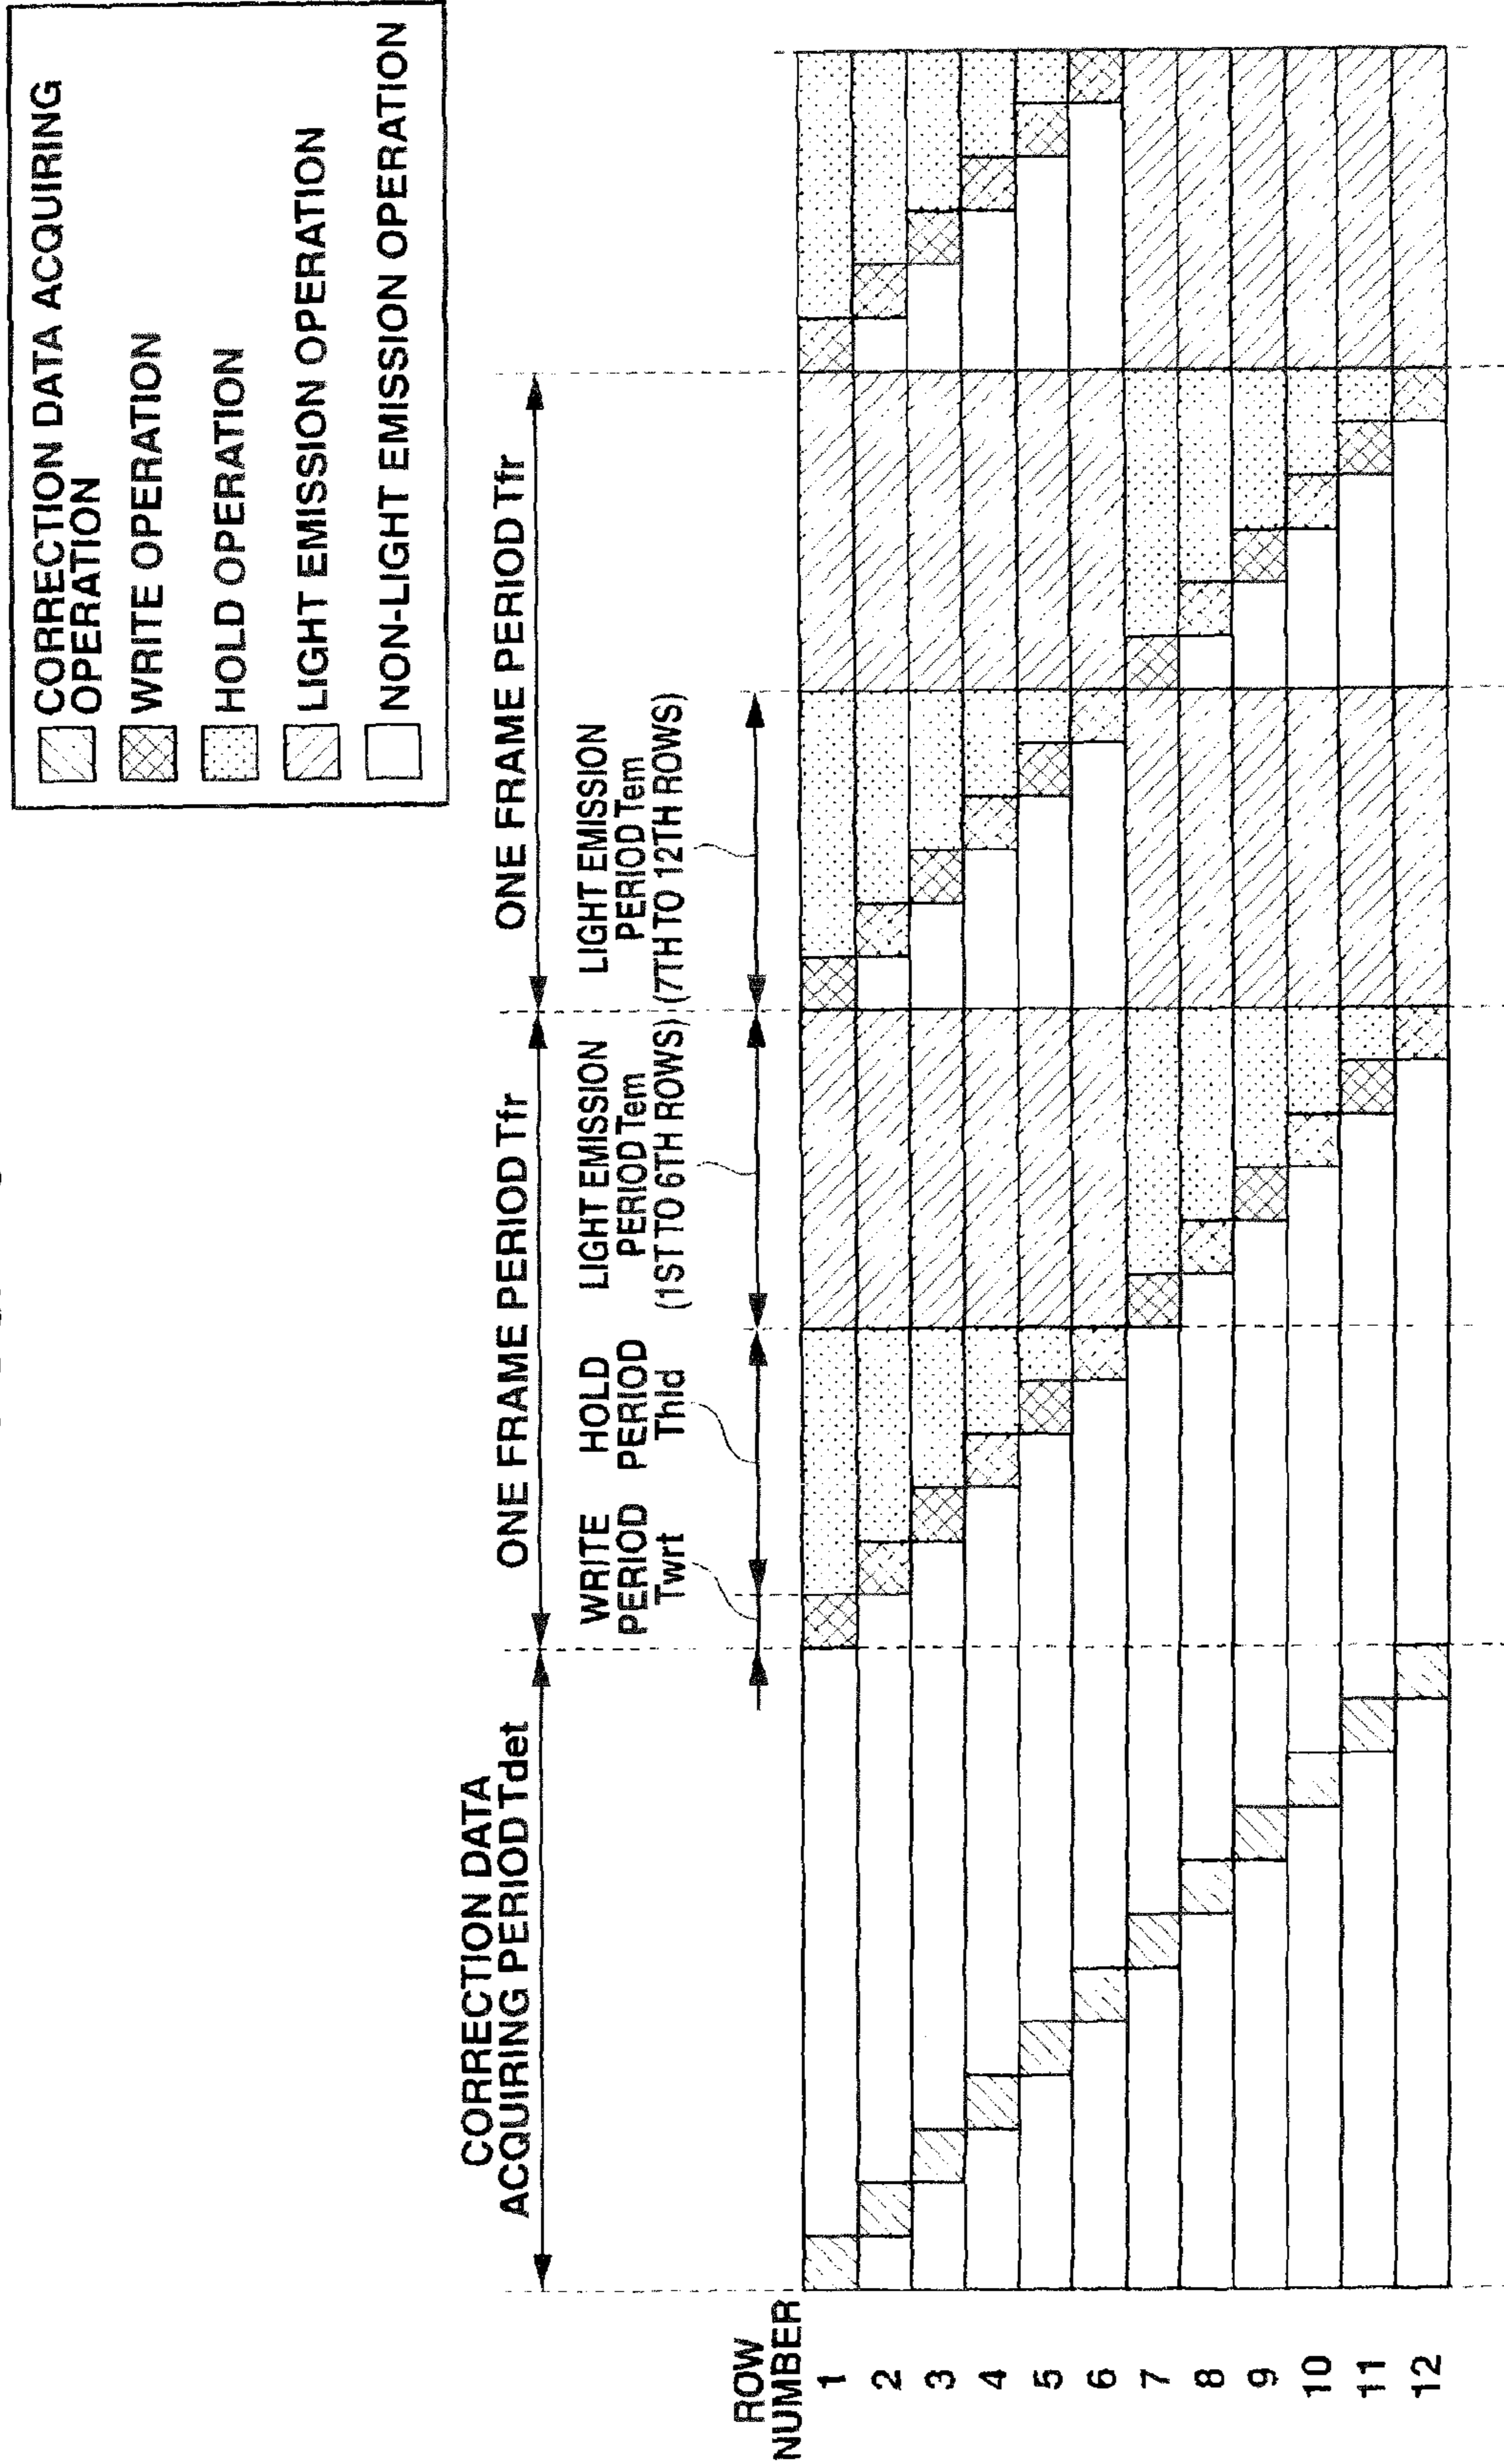 CORRECTION DATA ACQUIRING
OPERATION
WRITE OPERATION
HOLD OPERATION
LIGHT EMISSION OPERATION
NON-LIGHT EMISSION OPERATION
CORRECTION DATA
ACQUIRING PERIOD Tdet
ONE FRAME PERIOD Tfr
ONE FRAME PERIOD Tfr
WRITE
PERIOD
Twrt
HOLD
PERIOD
Thld
LIGHT EMISSION
PERIOD Tem
(1ST TO 6TH ROWS)
LIGHT EMISSION
PERIOD Tem
(7TH TO 12TH ROWS)
ROW
NUMBER
1
2
3
4
5
6
7
8
9
10
11
12